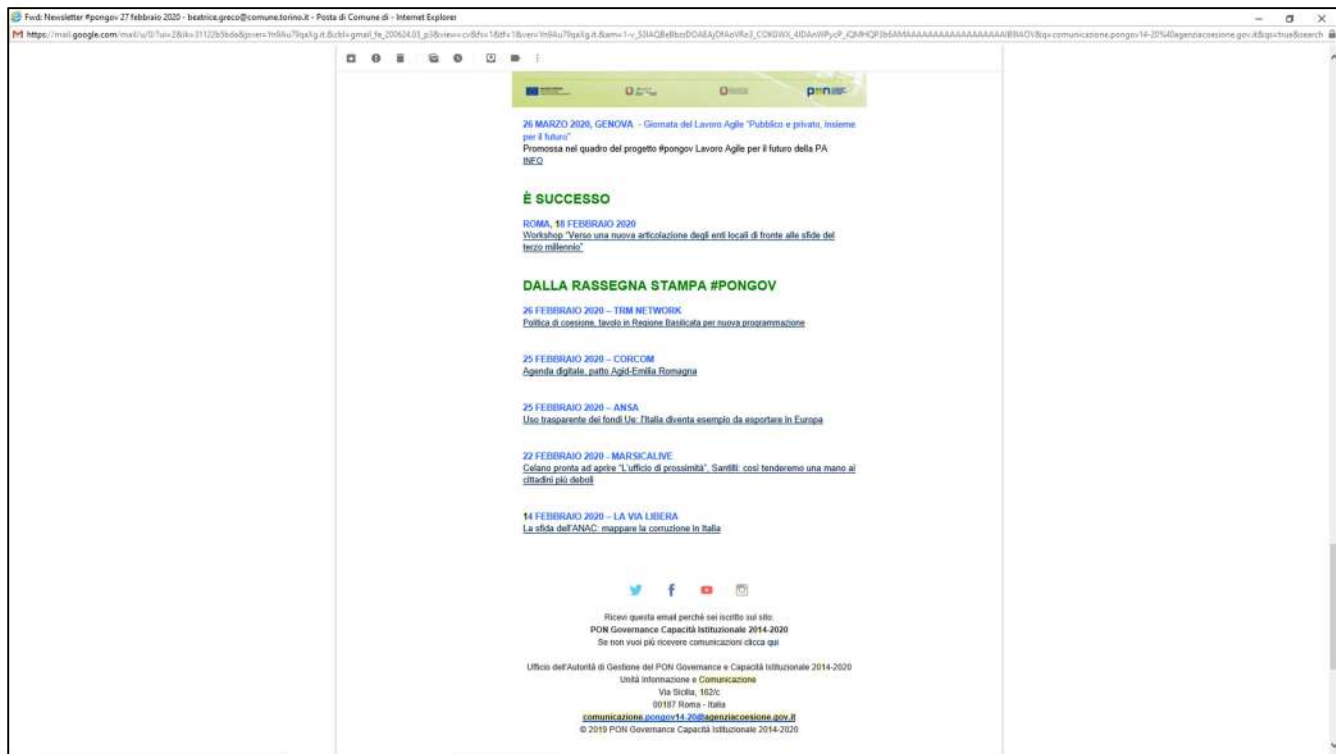 Fwd: Newsletter #pongov 27 febbraio 2020 - beatrice.greco@comune.torino.it - Posta di Comune di - Internet Explorer
pon
26 MARZO 2020, GENOVA - Giornata del Lavoro Agile "Pubblico e privato, insieme
per il futuro"
Promossa nel quadro del progetto #pongov Lavoro Agile per il futuro della PA
INFO
È SUCCESSO
ROMA, 18 FEBBRAIO 2020
Workshop "Verso una nuova articolazione degli enti locali di fronte alle sfide del
terzo millennio"
DALLA RASSEGNA STAMPA #PONGOV
26 FEBBRAIO 2020 – TRM NETWORK
Politica di coesione, tavolo in Regione Basilicata per nuova programmazione
25 FEBBRAIO 2020 – CORCOM
Agenda digitale, patto Agid-Emilia Romagna
25 FEBBRAIO 2020 – ANSA
Uso trasparente dei fondi Ue: l'Italia diventa esempio da esportare in Europa
22 FEBBRAIO 2020 - MARSICALIVE
Celano pronta ad aprire "L'ufficio di prossimità", Santilli: così tenderemo una mano ai
cittadini più deboli
14 FEBBRAIO 2020 – LA VIA LIBERA
La sfida dell'ANAC: mappare la corruzione in Italia
Ricevi questa email perchè sei iscritto sul sito:
PON Governance Capacità Istituzionale 2014-2020
Se non vuoi più ricevere comunicazioni clicca qui
Ufficio dell'Autorità di Gestione del PON Governance e Capacità Istituzionale 2014-2020
Unità Informazione e Comunicazione
Via Sicilia, 162/c
00187 Roma - Italia
comunicazione.pongov14-20@agenziacoesione.gov.it
© 2019 PON Governance Capacità Istituzionale 2014-2020